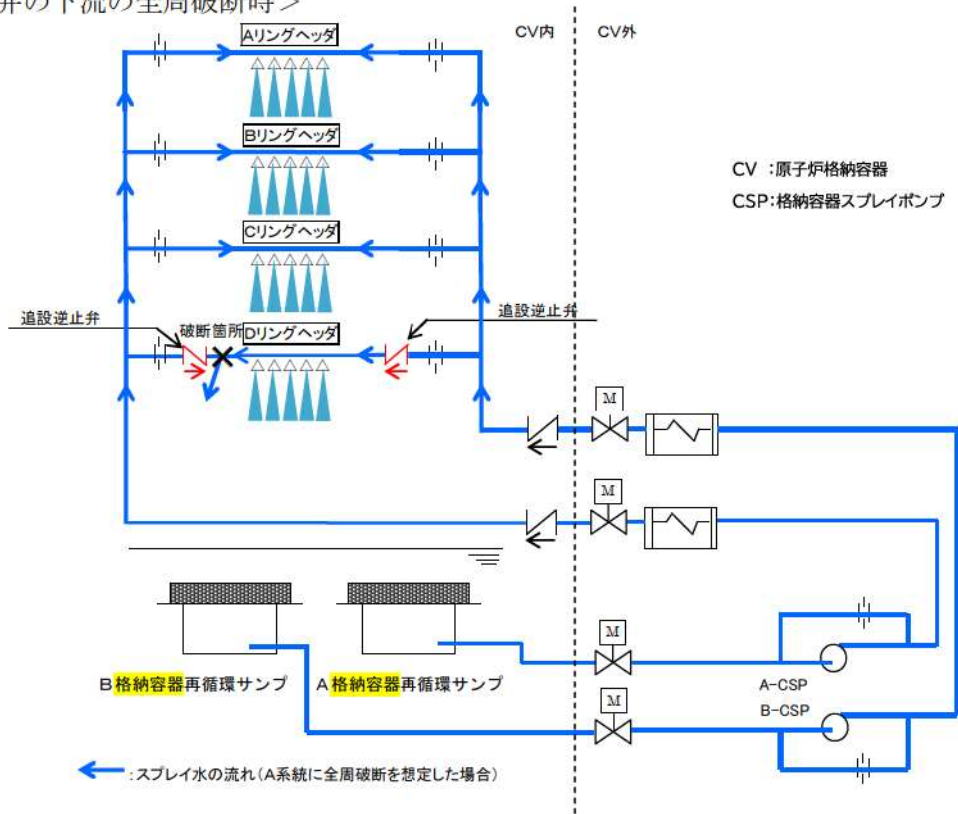 弁の下流の全周破断時>
CV内
CV外
Aリングヘッダ
Bリングヘッダ
CV :原子炉格納容器
CSP:格納容器スプレイポンプ
Cリングヘッダ
追設逆止弁
破断箇所
Dリングヘッダ
追設逆止弁
M
M
M
B格納容器再循環サンプ
A格納容器再循環サンプ
A-CSP
M
B-CSP
:スプレイ水の流れ(A系統に全周破断を想定した場合)